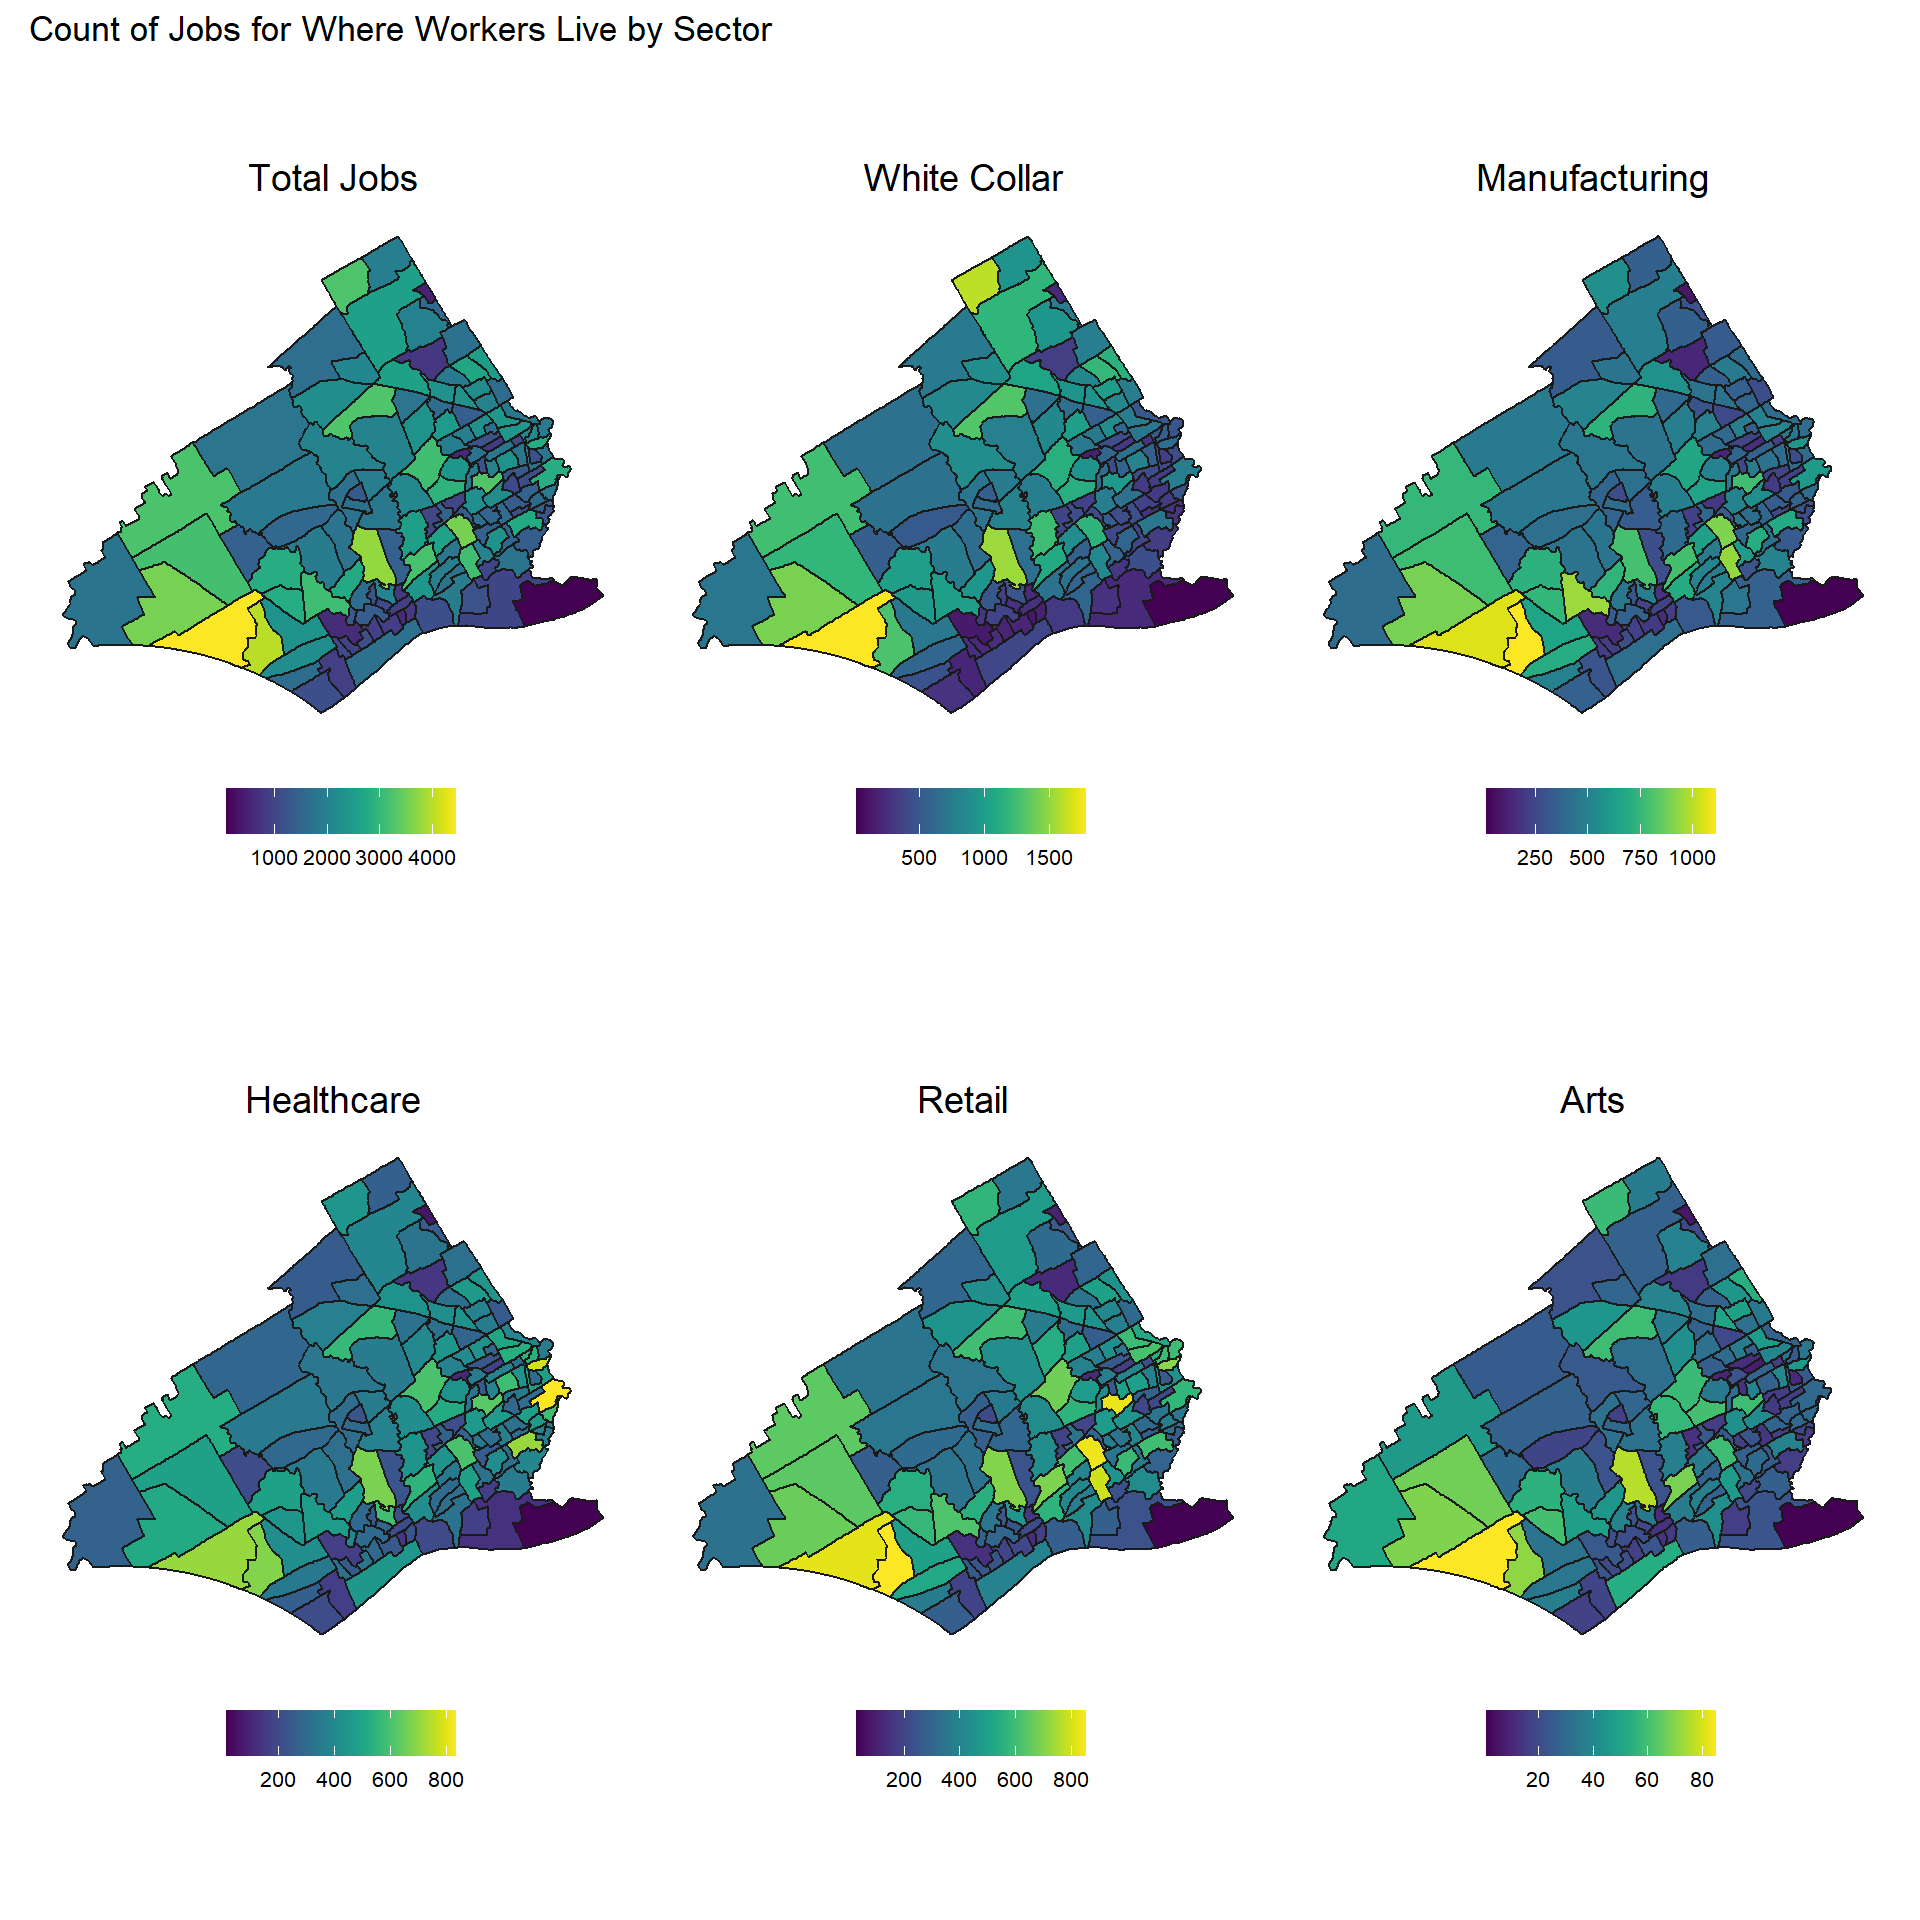 Count of Jobs for Where Workers Live by Sector
Total Jobs
White Collar
Manufacturing
1000 2000 3000 4000
500 1000 1500
250 500 750 1000
Healthcare
Retail
Arts
200 400 600 800
200 400 600 800
20 40 60 80